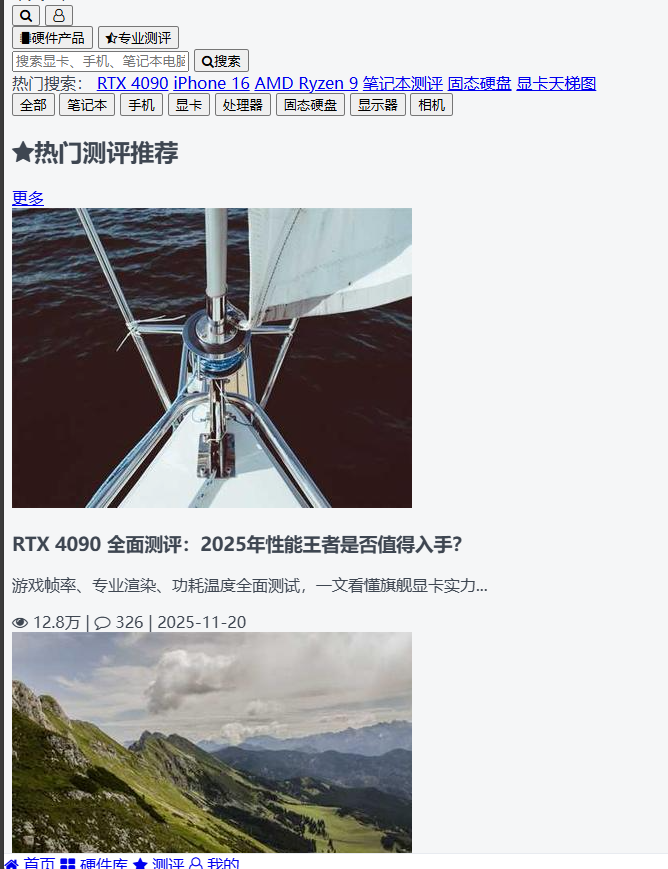 硬件产品 专业测评
搜索显卡、手机、笔记本电脑 搜索
热门搜索： RTX 4090 iPhone 16 AMD Ryzen 9 笔记本测评 固态硬盘 显卡天梯图
全部 笔记本 手机 显卡 处理器 固态硬盘 显示器 相机
热门测评推荐
更多
RTX 4090 全面测评：2025年性能王者是否值得入手？
游戏帧率、专业渲染、功耗温度全面测试，一文看懂旗舰显卡实力...
12.8万 | 326 | 2025-11-20
首页 硬件库 测评 我的